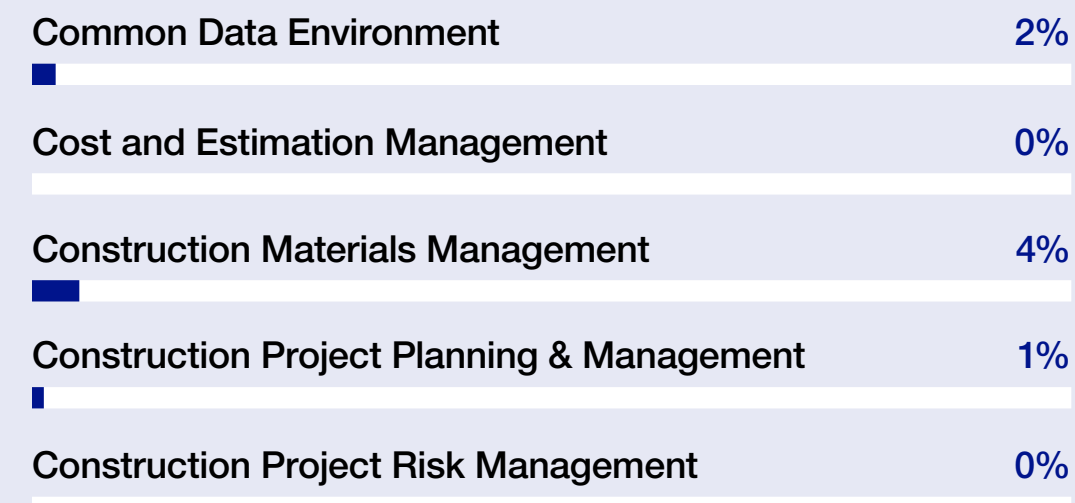 Common Data Environment 2%
Cost and Estimation Management 0%
Construction Materials Management 4%
Construction Project Planning & Management 1%
Construction Project Risk Management 0%